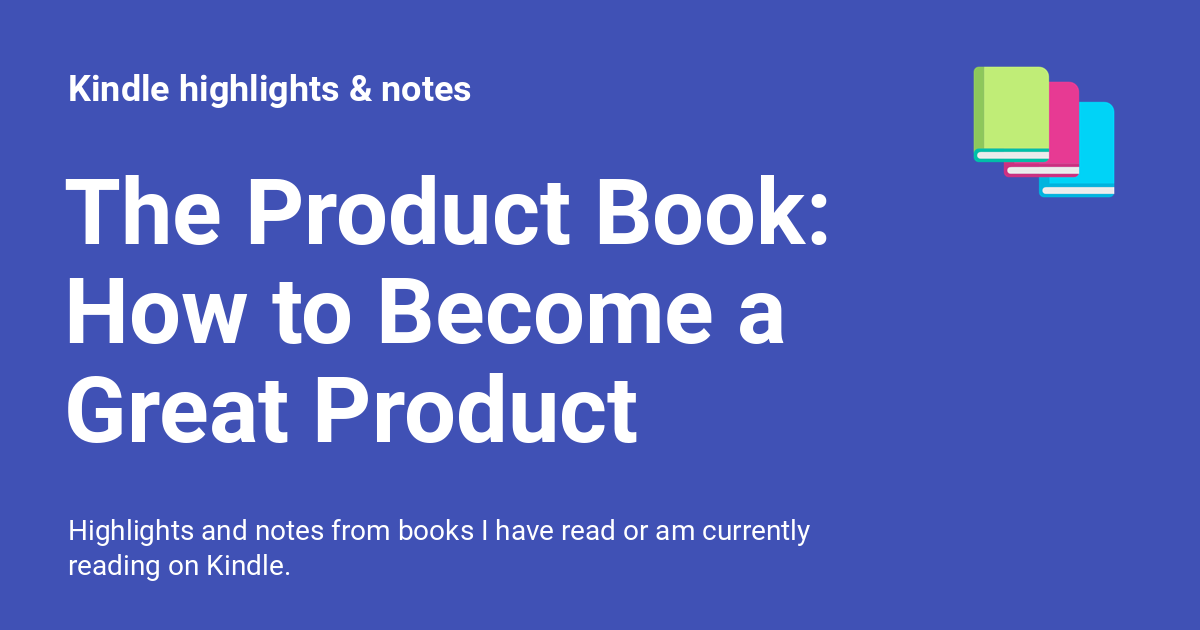 Kindle highlights & notes
The Product Book:
How to Become a
Great Product
Highlights and notes from books I have read or am currently
reading on Kindle.